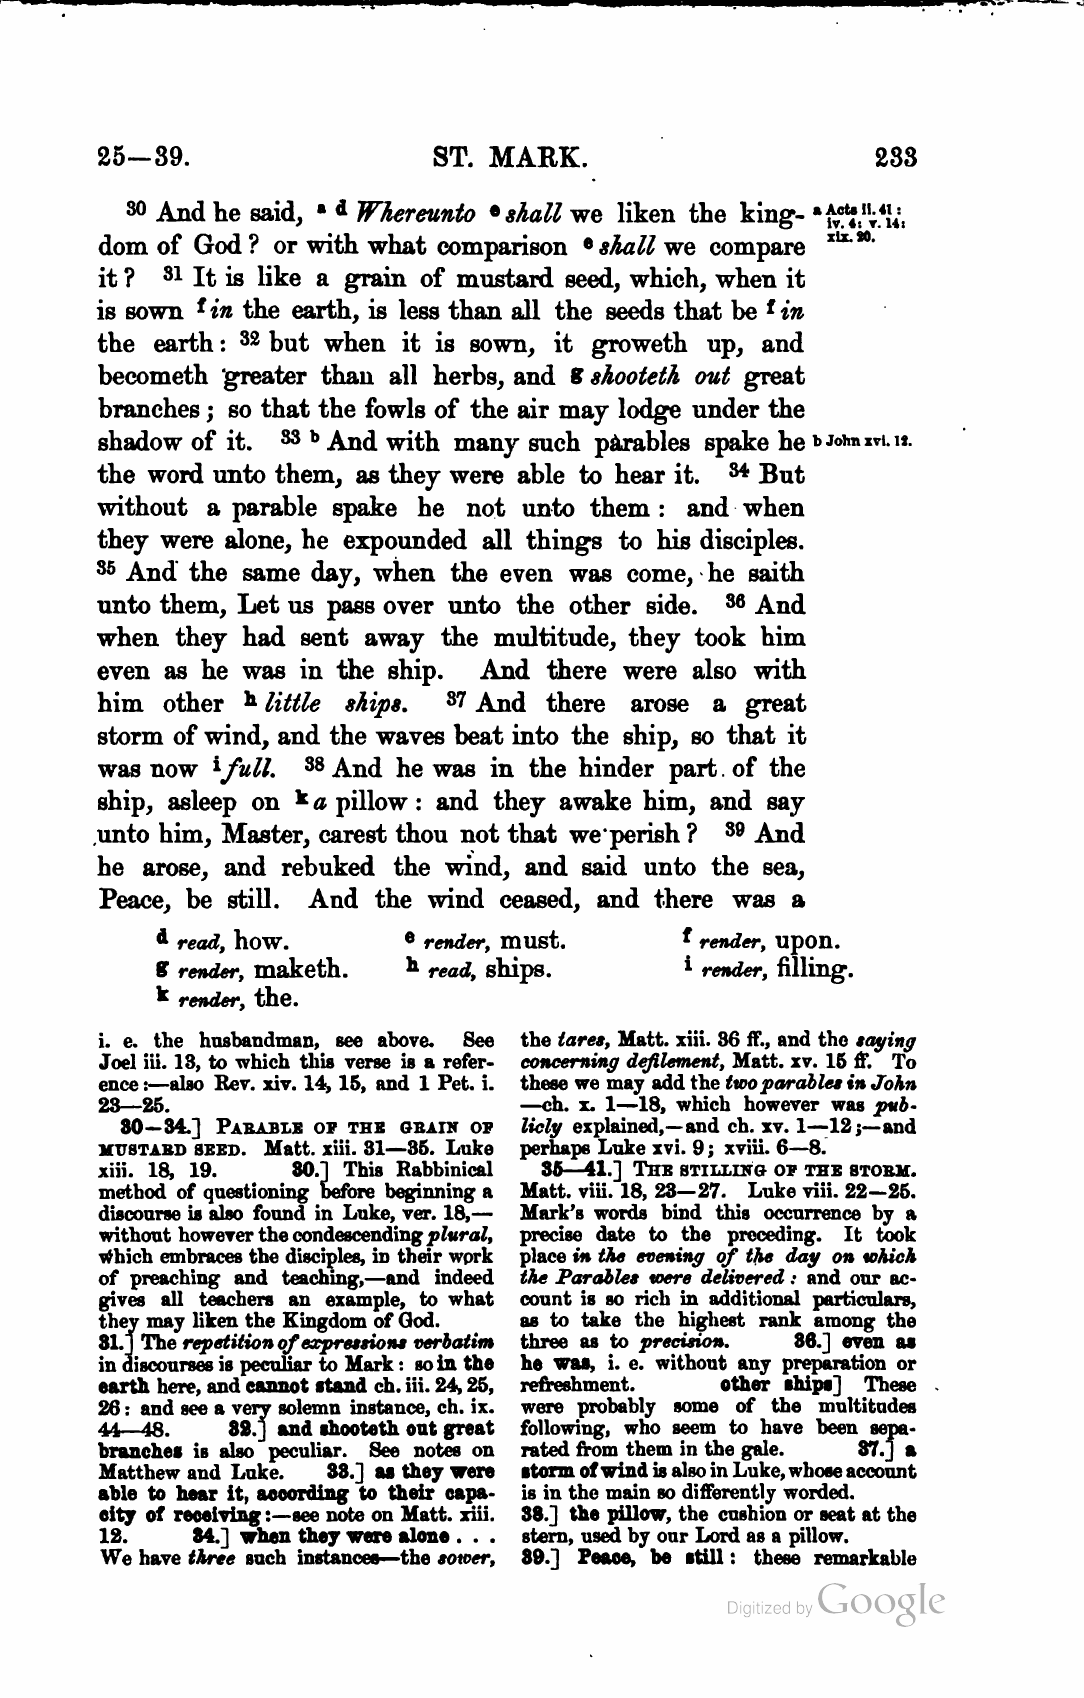 25—39. ST. MARK. 233
30 And he said, a d Whereunto e shall we liken the king-
dom of God? or with what comparison e shall we compare
it? 31 It is like a grain of mustard seed, which, when it
is sown f in the earth, is less than all the seeds that be f in
the earth: 32 but when it is sown, it groweth up, and
becometh greater than all herbs, and g shooteth out great
branches; so that the fowls of the air may lodge under the
shadow of it. 33 b And with many such parables spake he
the word unto them, as they were able to hear it. 34 But
without a parable spake he not unto them: and when
they were alone, he expounded all things to his disciples.
35 And the same day, when the even was come, he saith
unto them, Let us pass over unto the other side. 36 And
when they had sent away the multitude, they took him
even as he was in the ship. And there were also with
him other h little ships. 37 And there arose a great
storm of wind, and the waves beat into the ship, so that it
was now i full. 38 And he was in the hinder part of the
ship, asleep on k a pillow: and they awake him, and say
unto him, Master, carest thou not that we perish? 39 And
he arose, and rebuked the wind, and said unto the sea,
Peace, be still. And the wind ceased, and there was a
a Acts ii. 41:
iv. 4: v. 14:
xix. 20.
b John xvi. 12.
d read, how. e render, must. f render, upon.
g render, maketh. h read, ships. i render, filling.
k render, the.
i. e. the husbandman, see above. See
Joel iii. 13, to which this verse is a refer-
ence:—also Rev. xiv. 14, 15, and 1 Pet. i.
23—25.
30—34.] PARABLE OF THE GRAIN OF
MUSTARD SEED. Matt. xiii. 31—35. Luke
xiii. 18, 19. 30.] This Rabbinical
method of questioning before beginning a
discourse is also found in Luke, ver. 18,—
without however the condescending plural,
which embraces the disciples, in their work
of preaching and teaching,—and indeed
gives all teachers an example, to what
they may liken the Kingdom of God.
31.] The repetition of expressions verbatim
in discourses is peculiar to Mark: so in the
earth here, and cannot stand ch. iii. 24, 25,
26: and see a very solemn instance, ch. ix.
44—48. 32.] and shooteth out great
branches is also peculiar. See notes on
Matthew and Luke. 33.] as they were
able to hear it, according to their capa-
city of receiving:—see note on Matt. xiii.
12. 34.] when they were alone . . .
We have three such instances—the sower,
the tares, Matt. xiii. 36 ff., and the saying
concerning defilement, Matt. xv. 15 ff. To
these we may add the two parables in John
—ch. x. 1—18, which however was pub-
licly explained,—and ch. xv. 1—12;—and
perhaps Luke xvi. 9; xviii. 6—8.
35—41.] THE STILLING OF THE STORM.
Matt. viii. 18, 23—27. Luke viii. 22—25.
Mark's words bind this occurrence by a
precise date to the preceding. It took
place in the evening of the day on which
the Parables were delivered: and our ac-
count is so rich in additional particulars,
as to take the highest rank among the
three as to precision. 36.] even as
he was, i. e. without any preparation or
refreshment. other ships] These
were probably some of the multitudes
following, who seem to have been sepa-
rated from them in the gale. 37.] a
storm of wind is also in Luke, whose account
is in the main so differently worded.
38.] the pillow, the cushion or seat at the
stern, used by our Lord as a pillow.
39.] Peace, be still: these remarkable
Digitized by Google